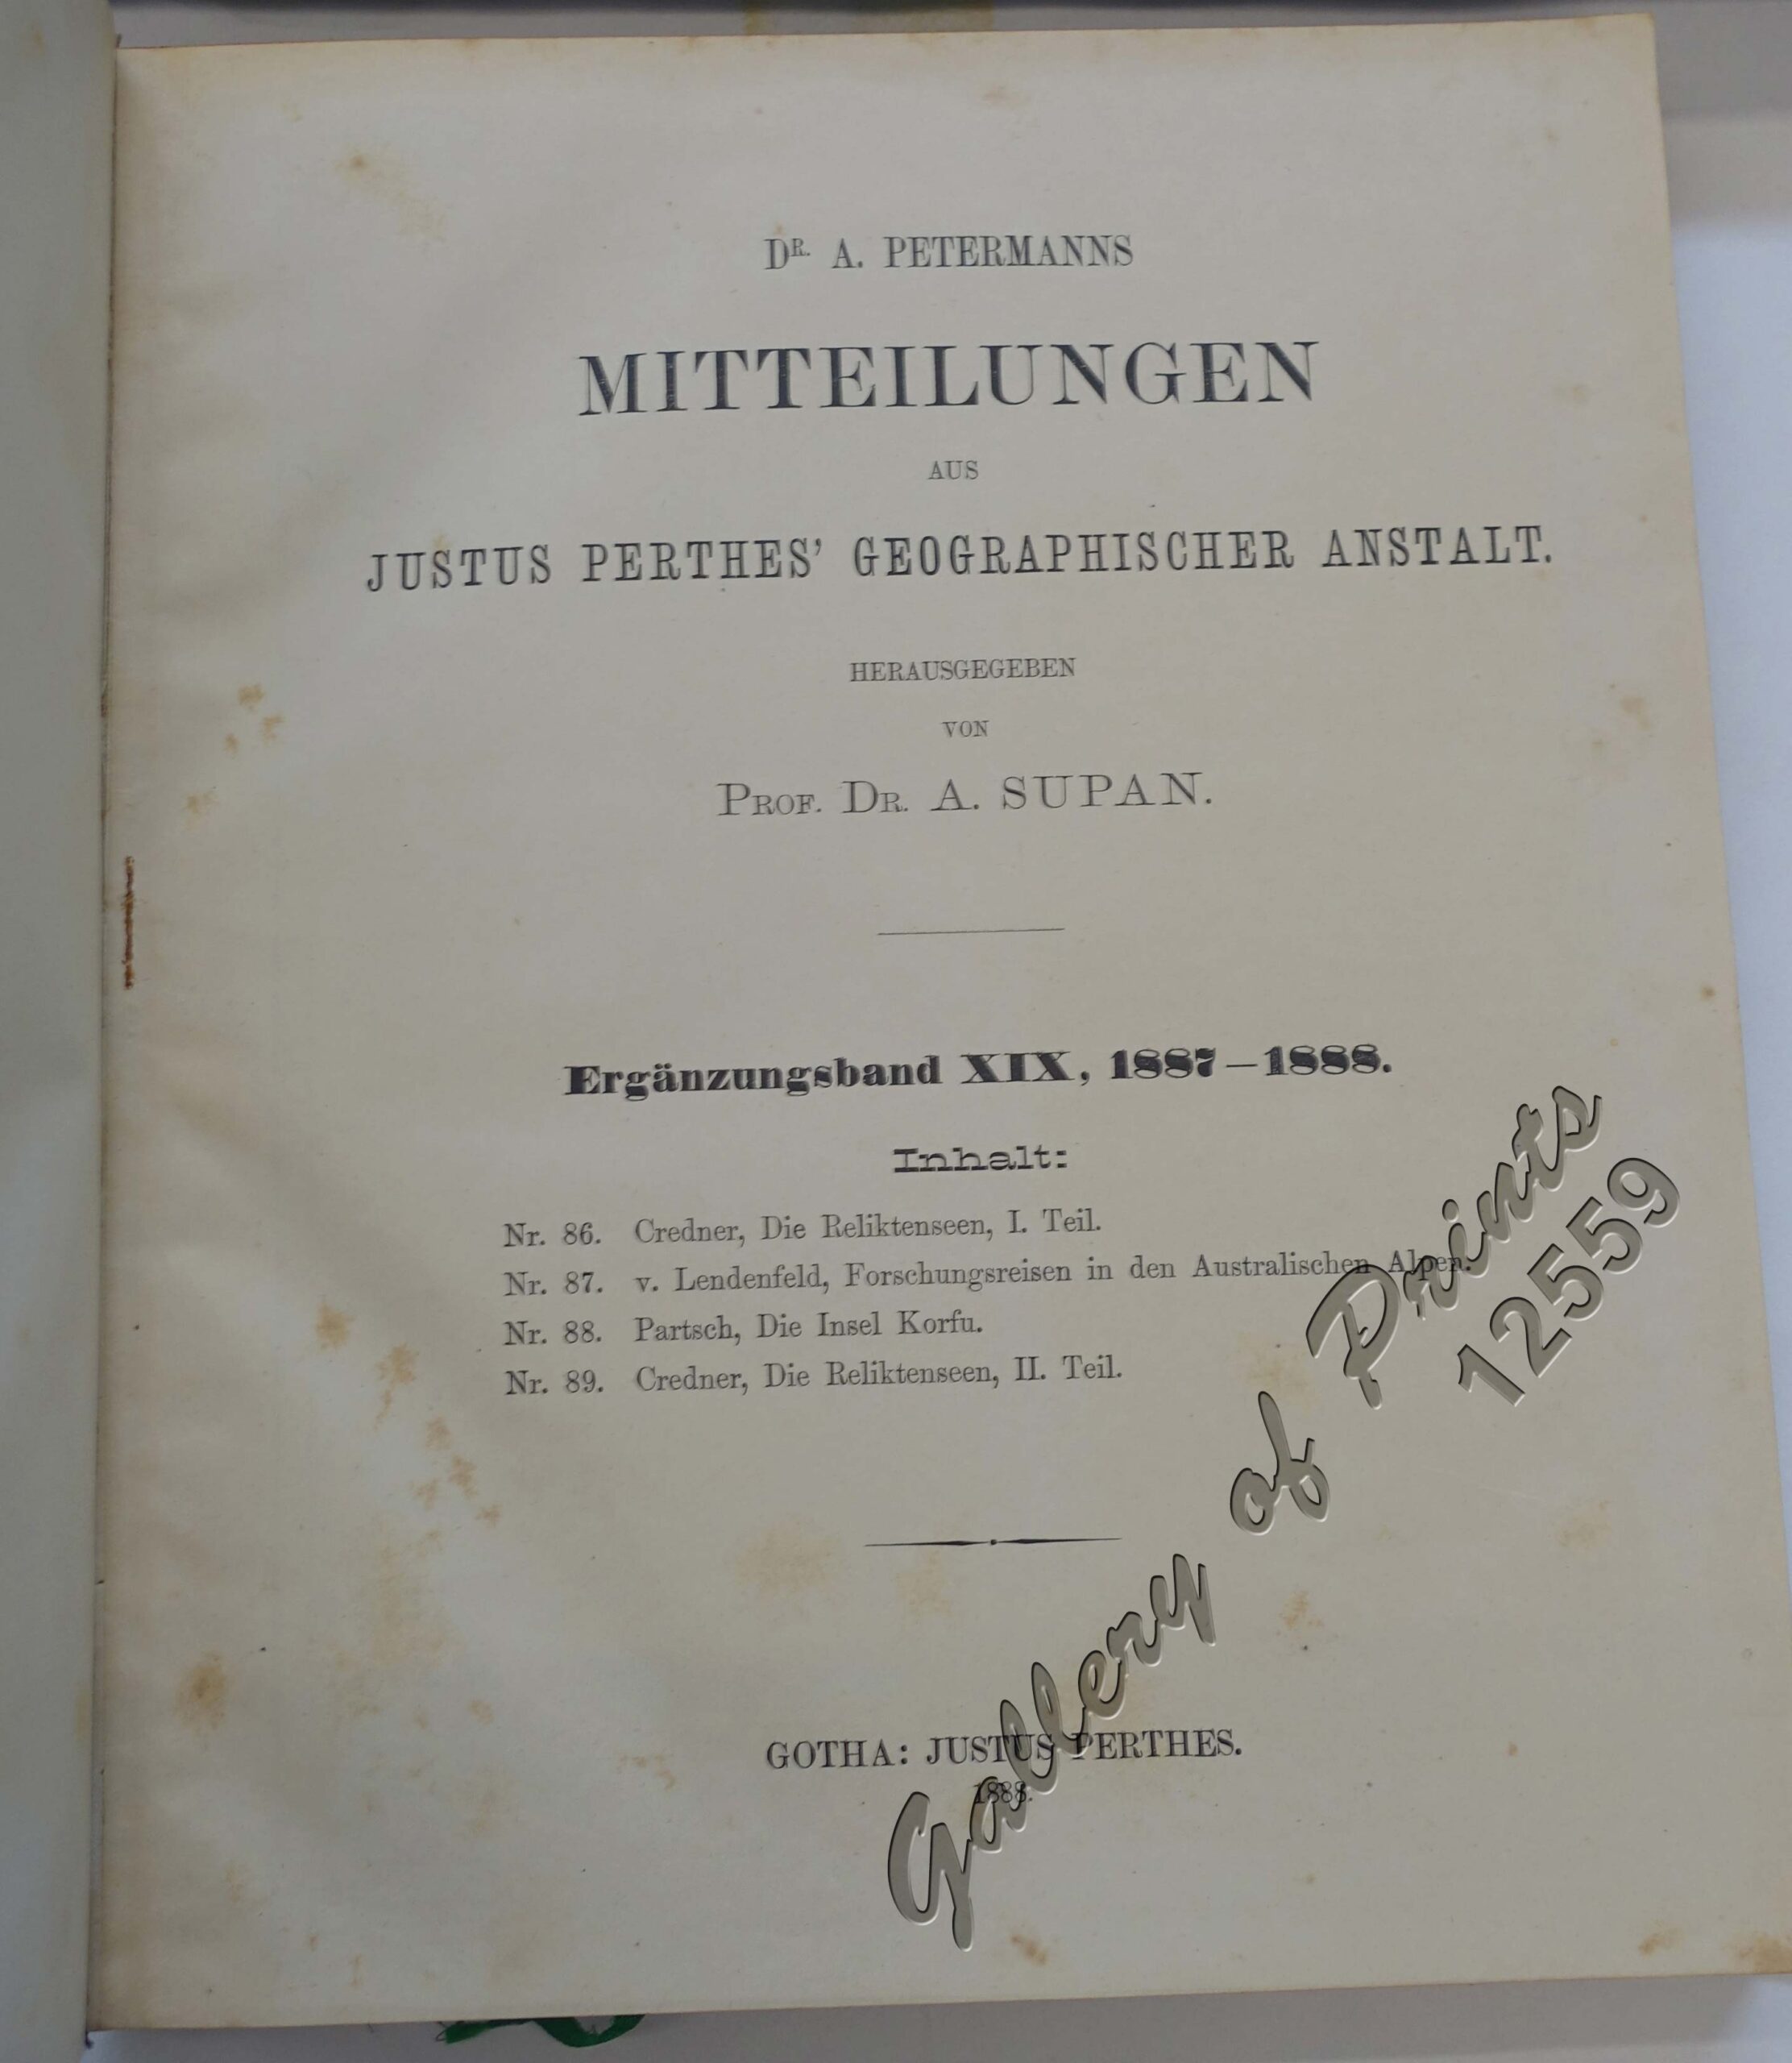 DR. A. PETERMANNS
MITTEILUNGEN
AUS
JUSTUS PERTHES' GEOGRAPHISCHER ANSTALT.
HERAUSGEGEBEN
VON
PROF. DR. A. SUPAN.
Ergänzungsband XIX, 1887–1888.
Inhalt:
Nr. 86. Credner, Die Reliktenseen, I. Teil.
Nr. 87. v. Lendenfeld, Forschungsreisen in den Australischen Alpen.
Nr. 88. Partsch, Die Insel Korfu.
Nr. 89. Credner, Die Reliktenseen, II. Teil.
GOTHA: JUSTUS PERTHES.
1888.
Gallery of Prints
12559